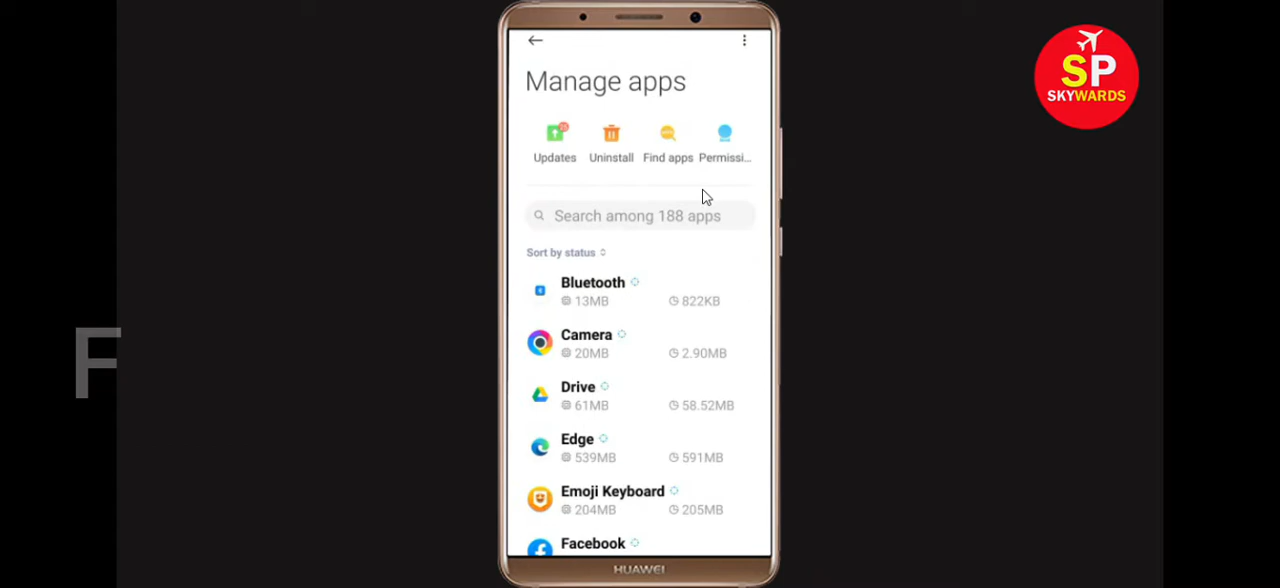 Manage apps
Updates Uninstall Find apps Permissi...
Search among 188 apps
Sort by status
Bluetooth
13MB 822KB
Camera
20MB 2.90MB
Drive
61MB 58.52MB
Edge
539MB 591MB
Emoji Keyboard
204MB 205MB
Facebook
HUAWEI
SP
SKYWARDS
F